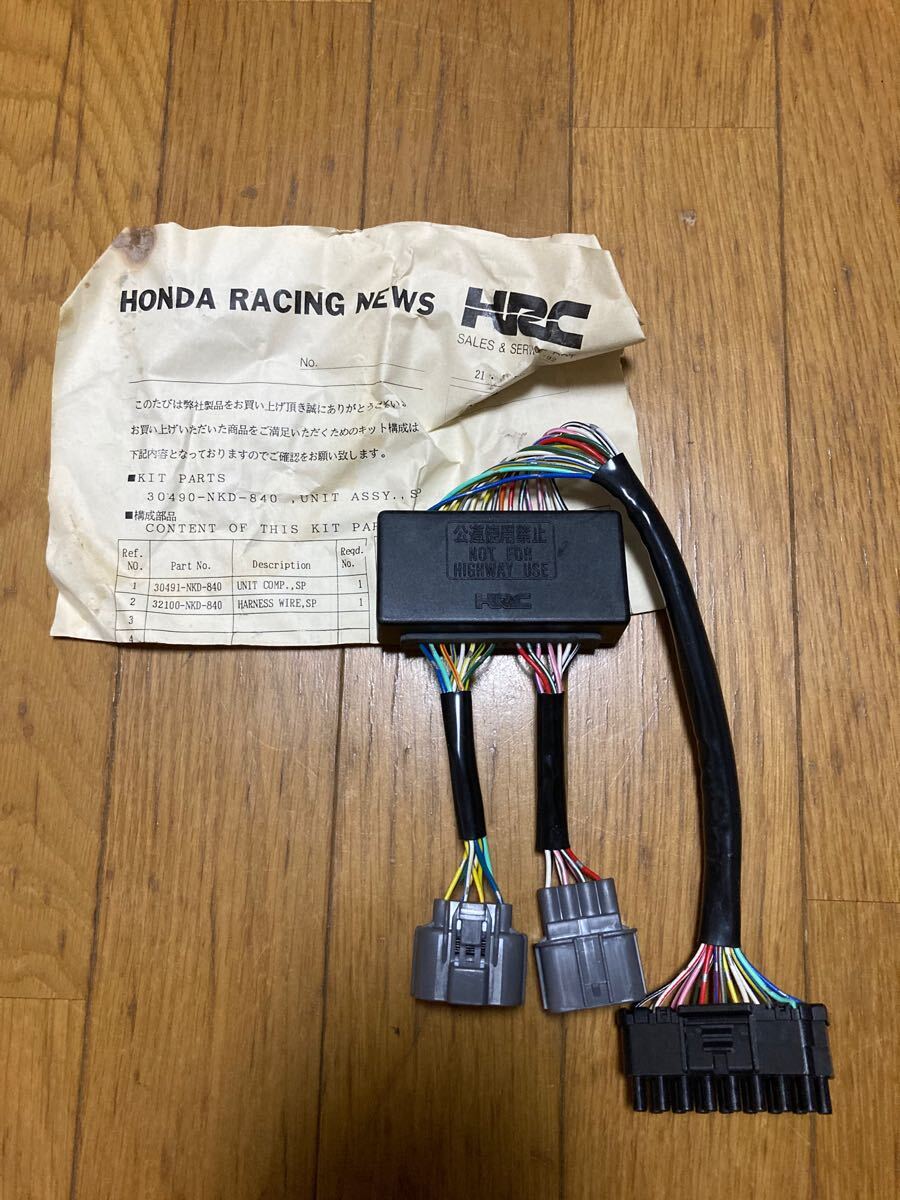 HONDA RACING NEWS
HRC
SALES & SERVICE
No.
21
このたびは弊社製品をお買い上げ頂き誠にありがとうございい。
お買い上げいただいた商品をご満足いただくためのキット構成は
下記内容となっておりますのでご確認をお願い致します。
■KIT PARTS
30490-NKD-840 ,UNIT ASSY.,SP
■構成部品
CONTENT OF THIS KIT PAR
Ref. NO. Part No. Description Reqd. No.
1 30491-NKD-840 UNIT COMP.,SP 1
2 32100-NKD-840 HARNESS WIRE,SP 1
3
4
公道使用禁止
NOT FOR
HIGHWAY USE
HRC